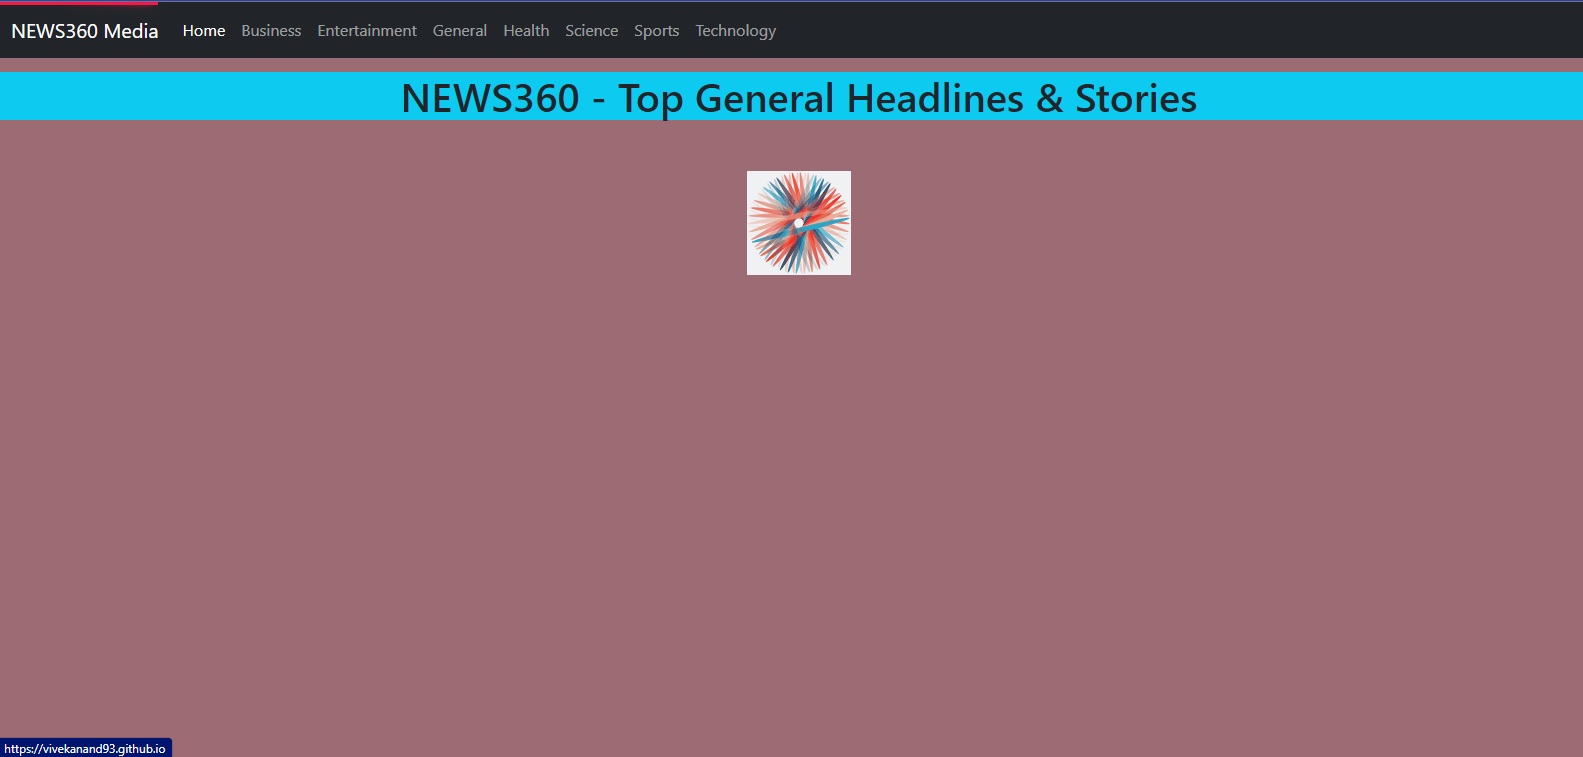 NEWS360 Media Home Business Entertainment General Health Science Sports Technology
NEWS360 - Top General Headlines & Stories
https://vivekanand93.github.io